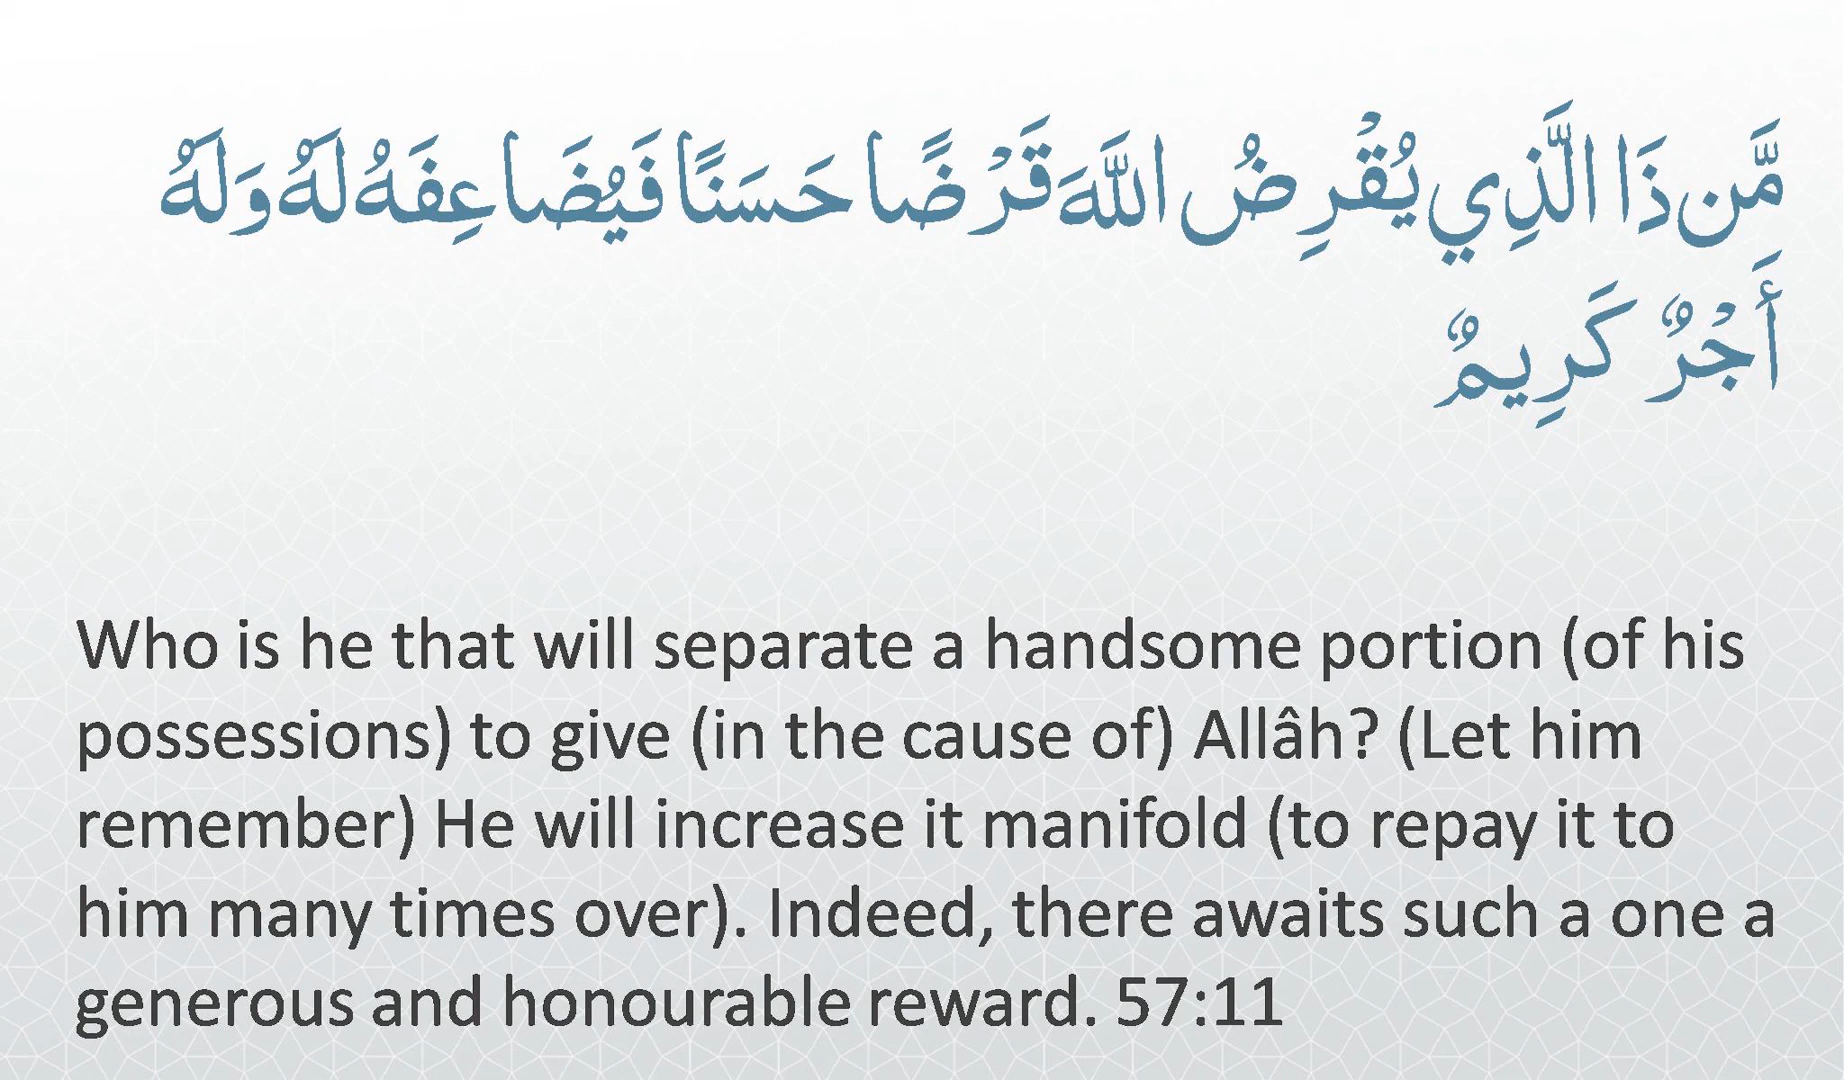 مَّن ذَا الَّذِي يُقْرِضُ اللَّهَ قَرْضًا حَسَنًا فَيُضَاعِفَهُ لَهُ وَلَهُ
أَجْرٌ كَرِيمٌ
Who is he that will separate a handsome portion (of his
possessions) to give (in the cause of) Allâh? (Let him
remember) He will increase it manifold (to repay it to
him many times over). Indeed, there awaits such a one a
generous and honourable reward. 57:11